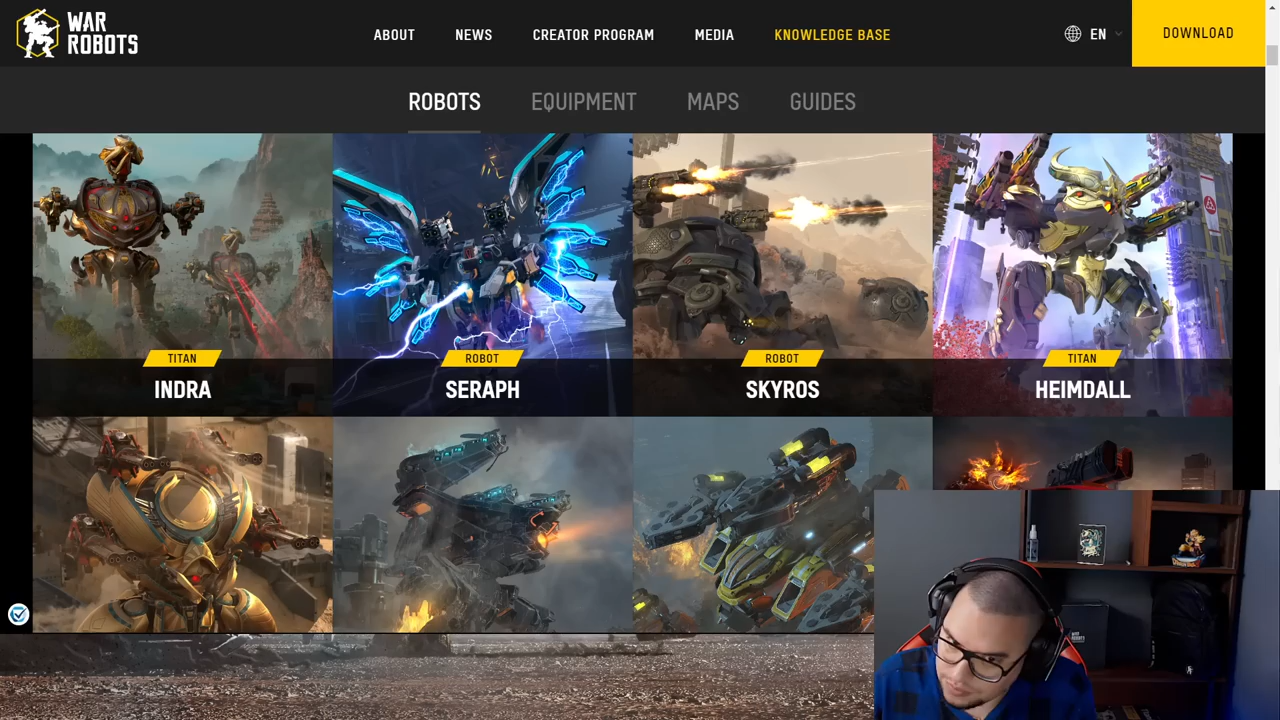 WAR
ROBOTS
ABOUT
NEWS
CREATOR PROGRAM
MEDIA
KNOWLEDGE BASE
EN
DOWNLOAD
ROBOTS
EQUIPMENT
MAPS
GUIDES
TITAN
INDRA
ROBOT
SERAPH
ROBOT
SKYROS
TITAN
HEIMDALL